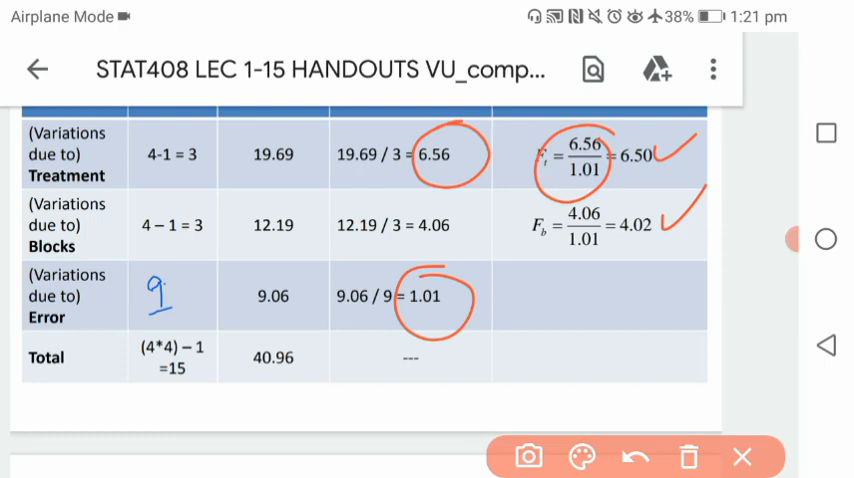 Airplane Mode 38% 1:21 pm
STAT408 LEC 1-15 HANDOUTS VU_comp...
(Variations
due to)
Treatment
4-1 = 3
19.69
19.69 / 3 = 6.56
Ft = 6.56 / 1.01 = 6.50
(Variations
due to)
Blocks
4 – 1 = 3
12.19
12.19 / 3 = 4.06
Fb = 4.06 / 1.01 = 4.02
(Variations
due to)
Error
9
9.06
9.06 / 9 = 1.01
Total
(4*4) – 1
=15
40.96
---